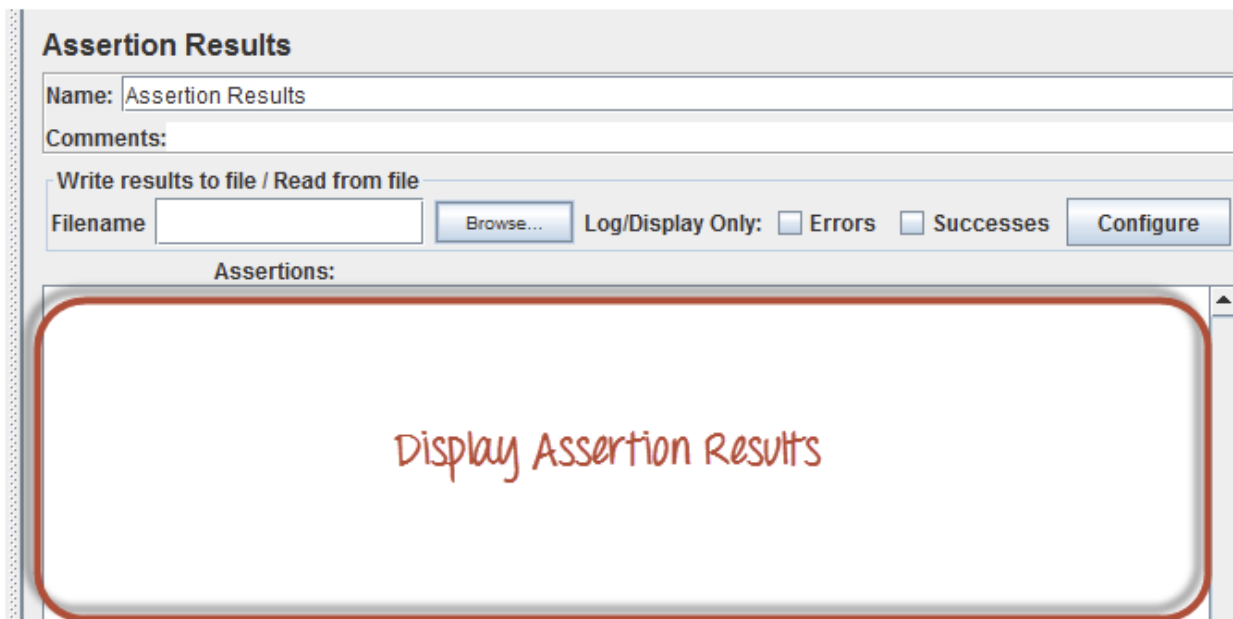 Assertion Results
Name: Assertion Results
Comments:
Write results to file / Read from file
Filename Browse... Log/Display Only: Errors Successes Configure
Assertions:
Display Assertion Results